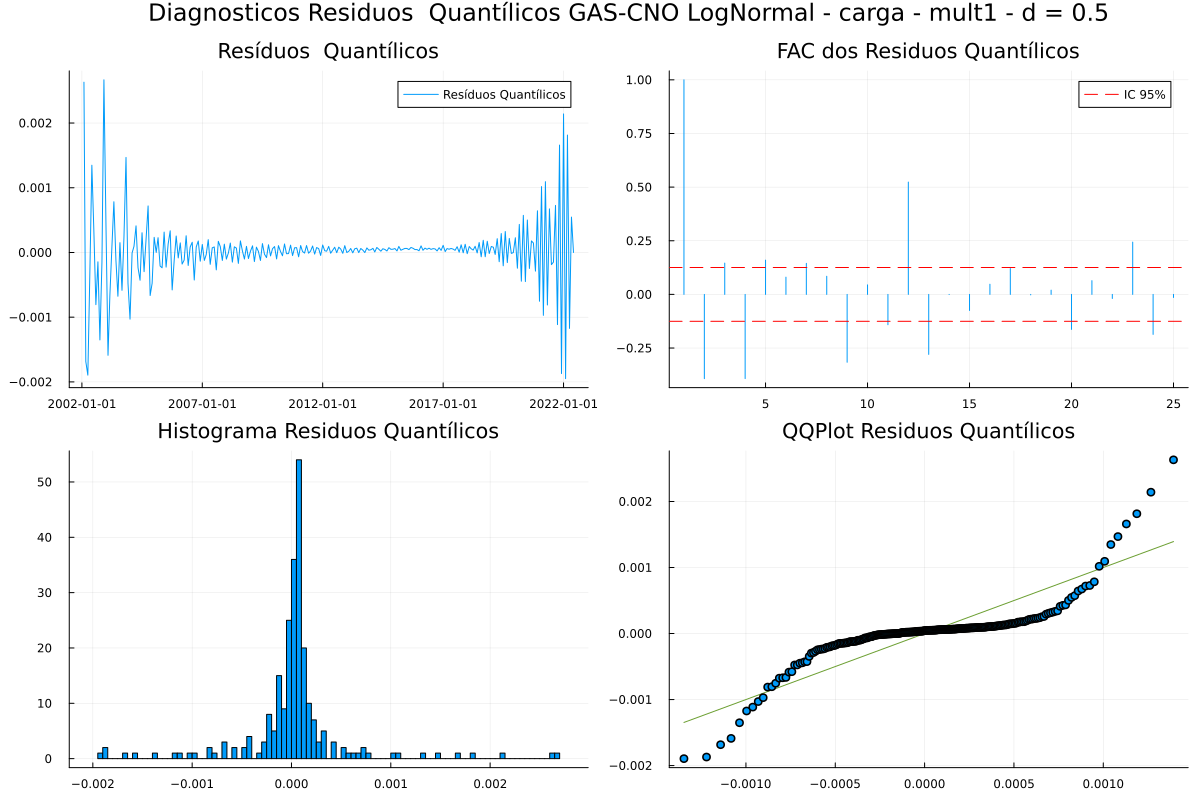 Diagnosticos Residuos  Quantílicos GAS-CNO LogNormal - carga - mult1 - d = 0.5
Resíduos  Quantílicos
Resíduos Quantílicos
0.002
0.001
0.000
−0.001
−0.002
2002-01-01 2007-01-01 2012-01-01 2017-01-01 2022-01-01
FAC dos Residuos Quantílicos
IC 95%
1.00
0.75
0.50
0.25
0.00
−0.25
5 10 15 20 25
Histograma Residuos Quantílicos
50
40
30
20
10
0
−0.002 −0.001 0.000 0.001 0.002
QQPlot Residuos Quantílicos
0.002
0.001
0.000
−0.001
−0.002
−0.0010 −0.0005 0.0000 0.0005 0.0010